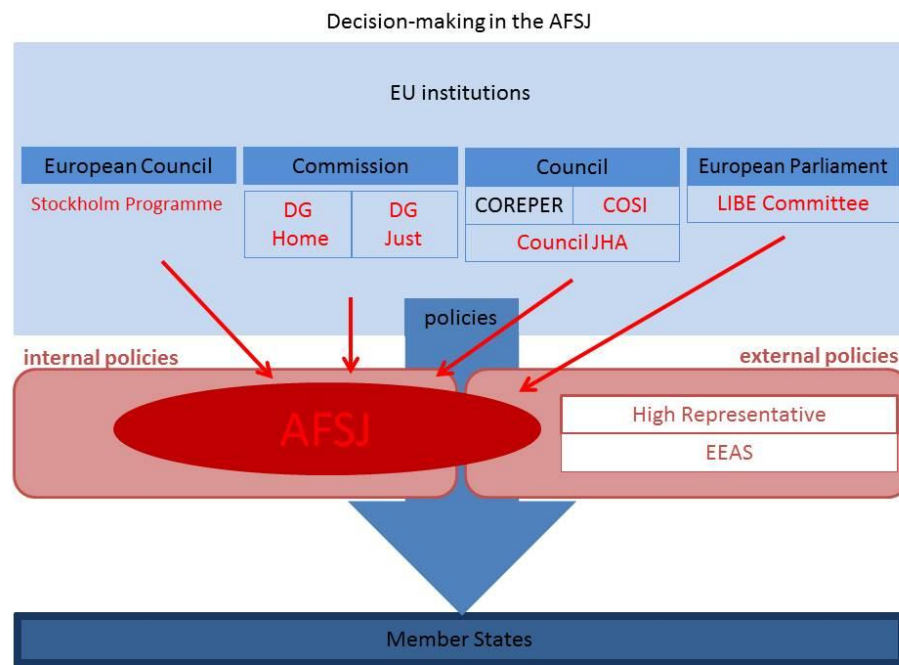 Decision-making in the AFSJ
EU institutions
European Council
Stockholm Programme
Commission
DG
Home
DG
Just
Council
COREPER
COSI
Council JHA
European Parliament
LIBE Committee
policies
internal policies
external policies
AFSJ
High Representative
EEAS
Member States